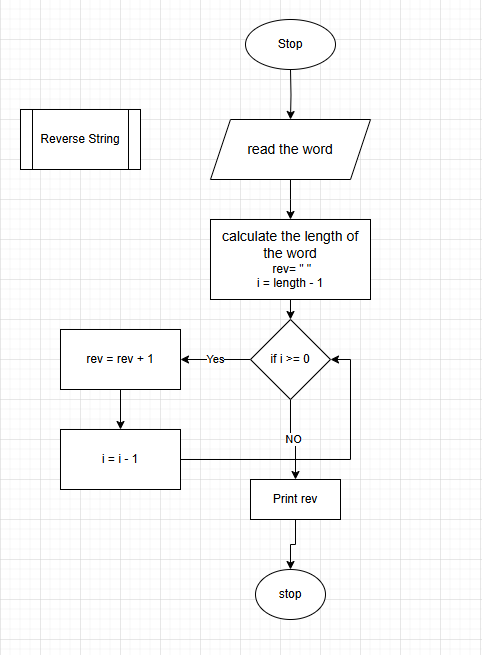 Stop
Reverse String
read the word
calculate the length of
the word
rev= " "
i = length - 1
if i >= 0
Yes
rev = rev + 1
NO
i = i - 1
Print rev
stop